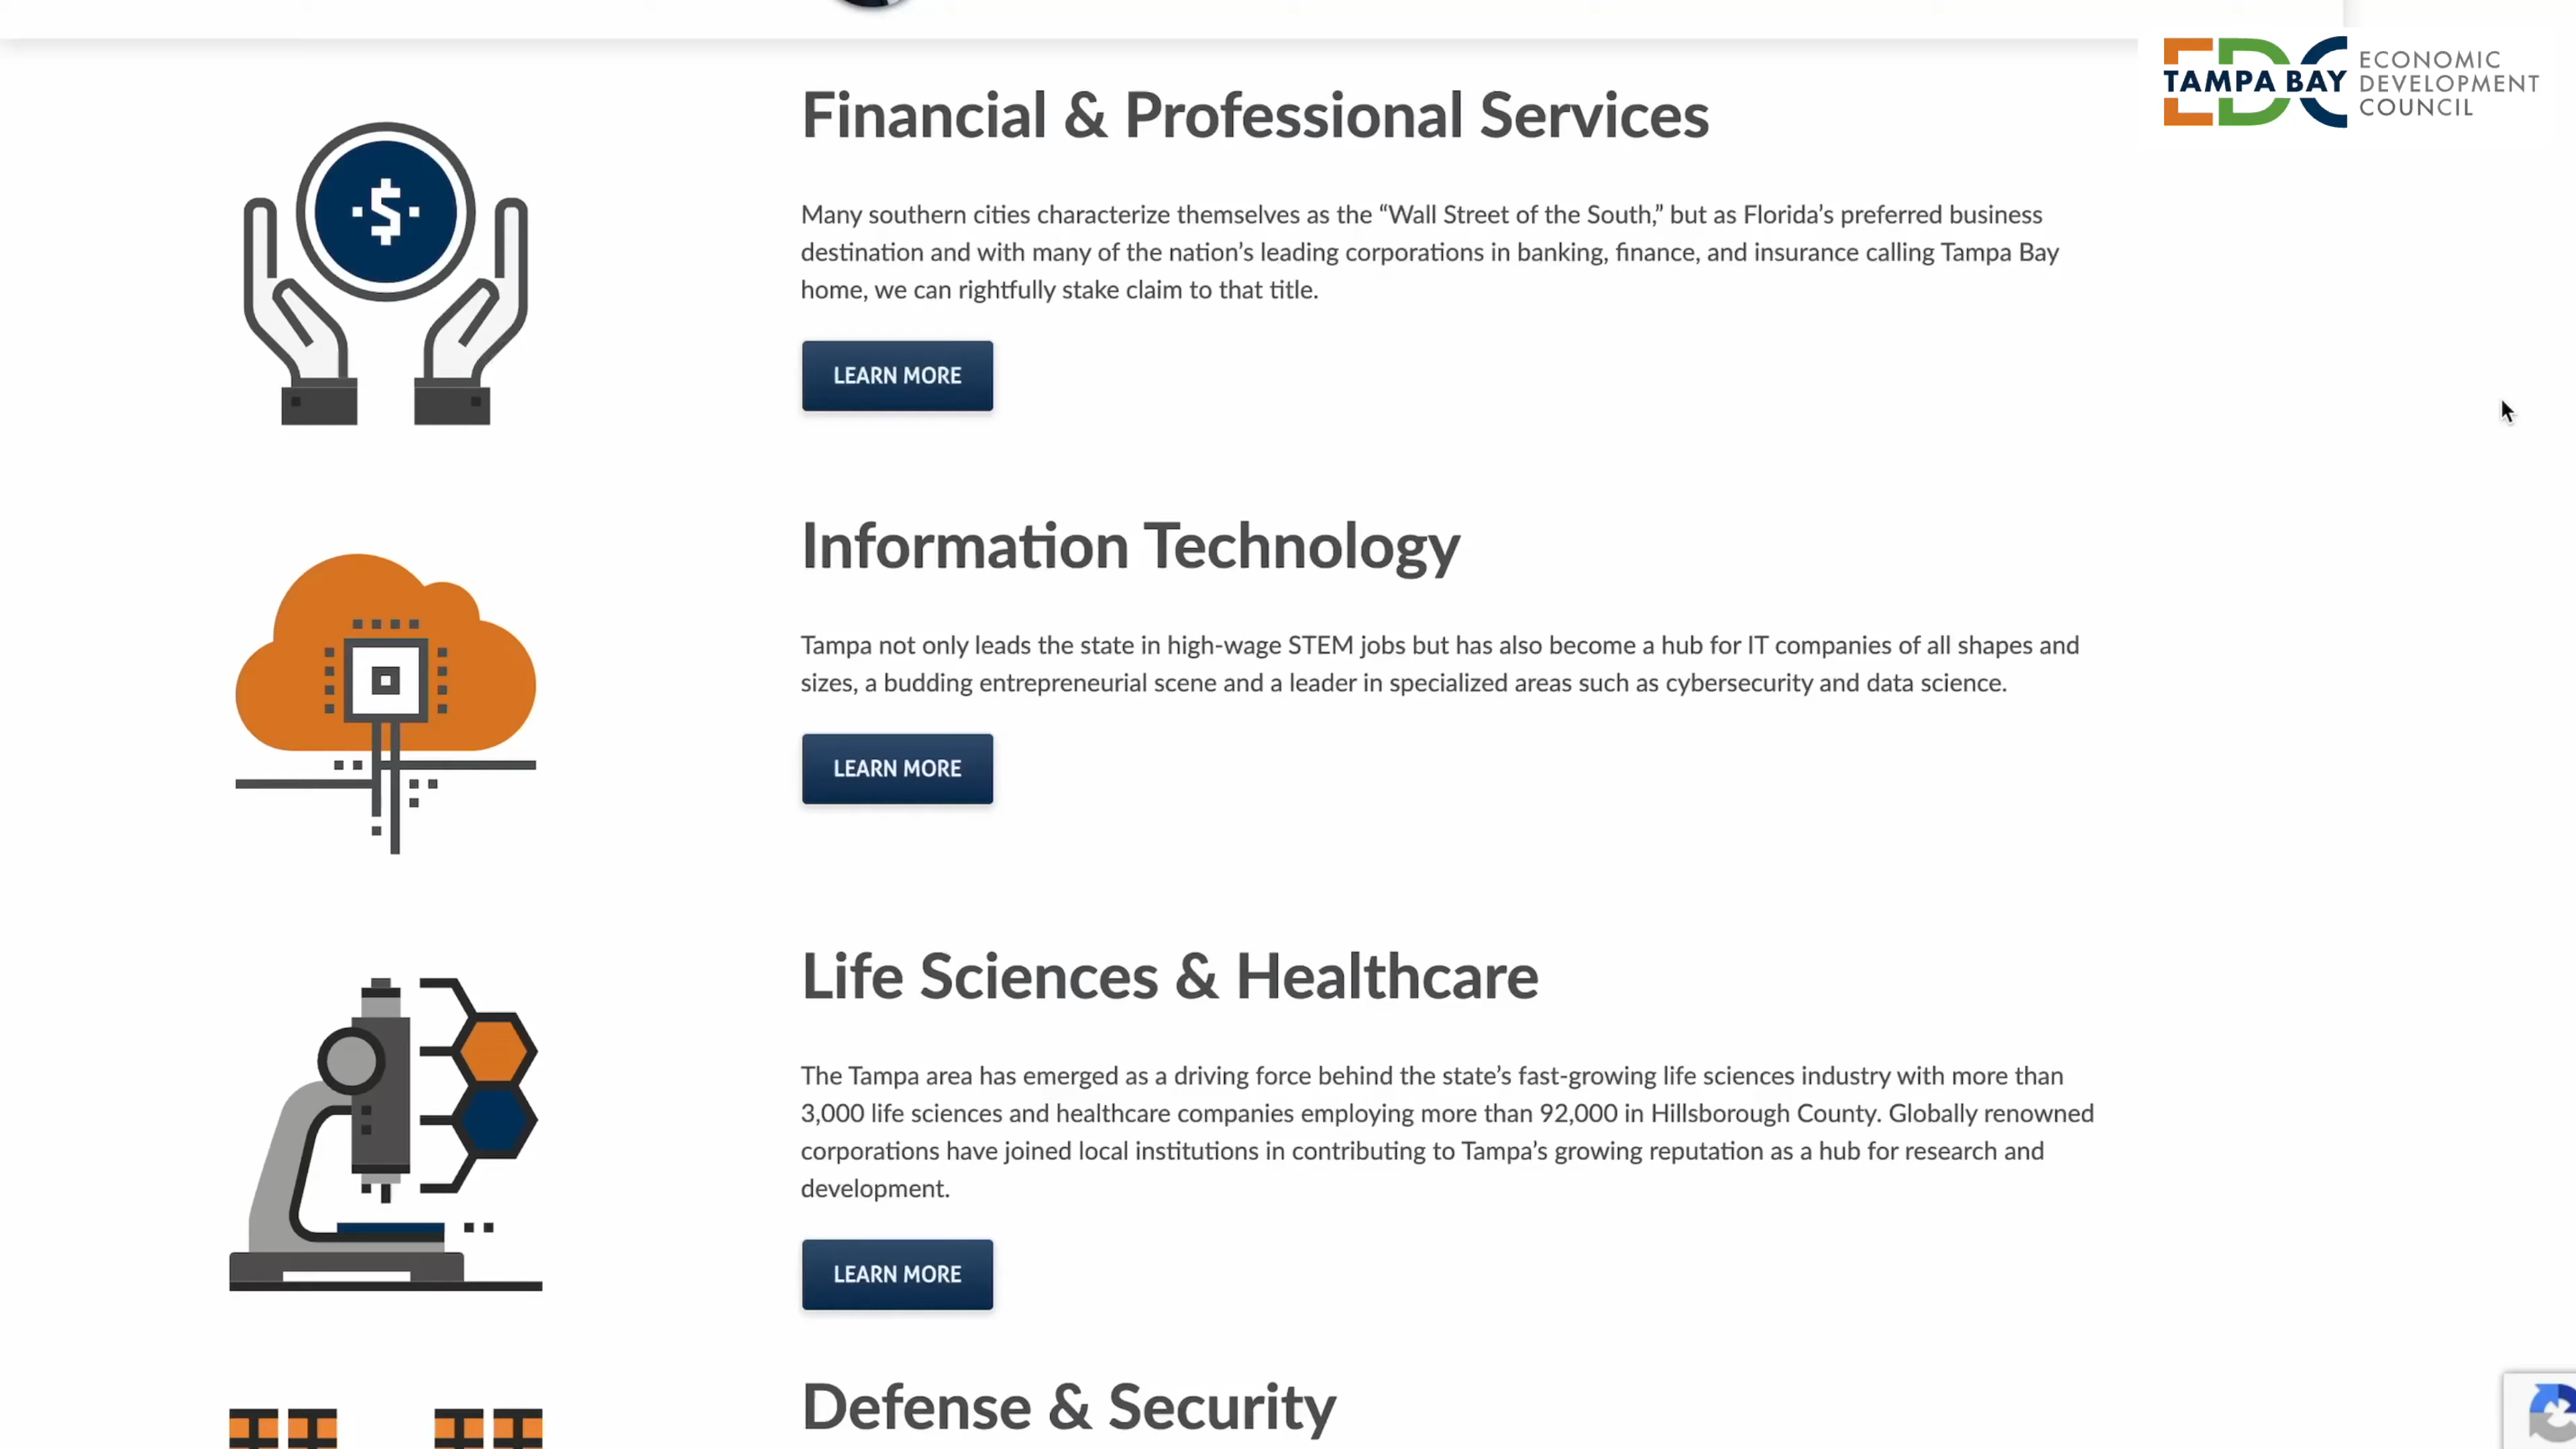 EDC
TAMPA BAY
ECONOMIC
DEVELOPMENT
COUNCIL
Financial & Professional Services
$
Many southern cities characterize themselves as the “Wall Street of the South,” but as Florida’s preferred business
destination and with many of the nation’s leading corporations in banking, finance, and insurance calling Tampa Bay
home, we can rightfully stake claim to that title.
LEARN MORE
Information Technology
Tampa not only leads the state in high-wage STEM jobs but has also become a hub for IT companies of all shapes and
sizes, a budding entrepreneurial scene and a leader in specialized areas such as cybersecurity and data science.
LEARN MORE
Life Sciences & Healthcare
The Tampa area has emerged as a driving force behind the state’s fast-growing life sciences industry with more than
3,000 life sciences and healthcare companies employing more than 92,000 in Hillsborough County. Globally renowned
corporations have joined local institutions in contributing to Tampa’s growing reputation as a hub for research and
development.
LEARN MORE
Defense & Security